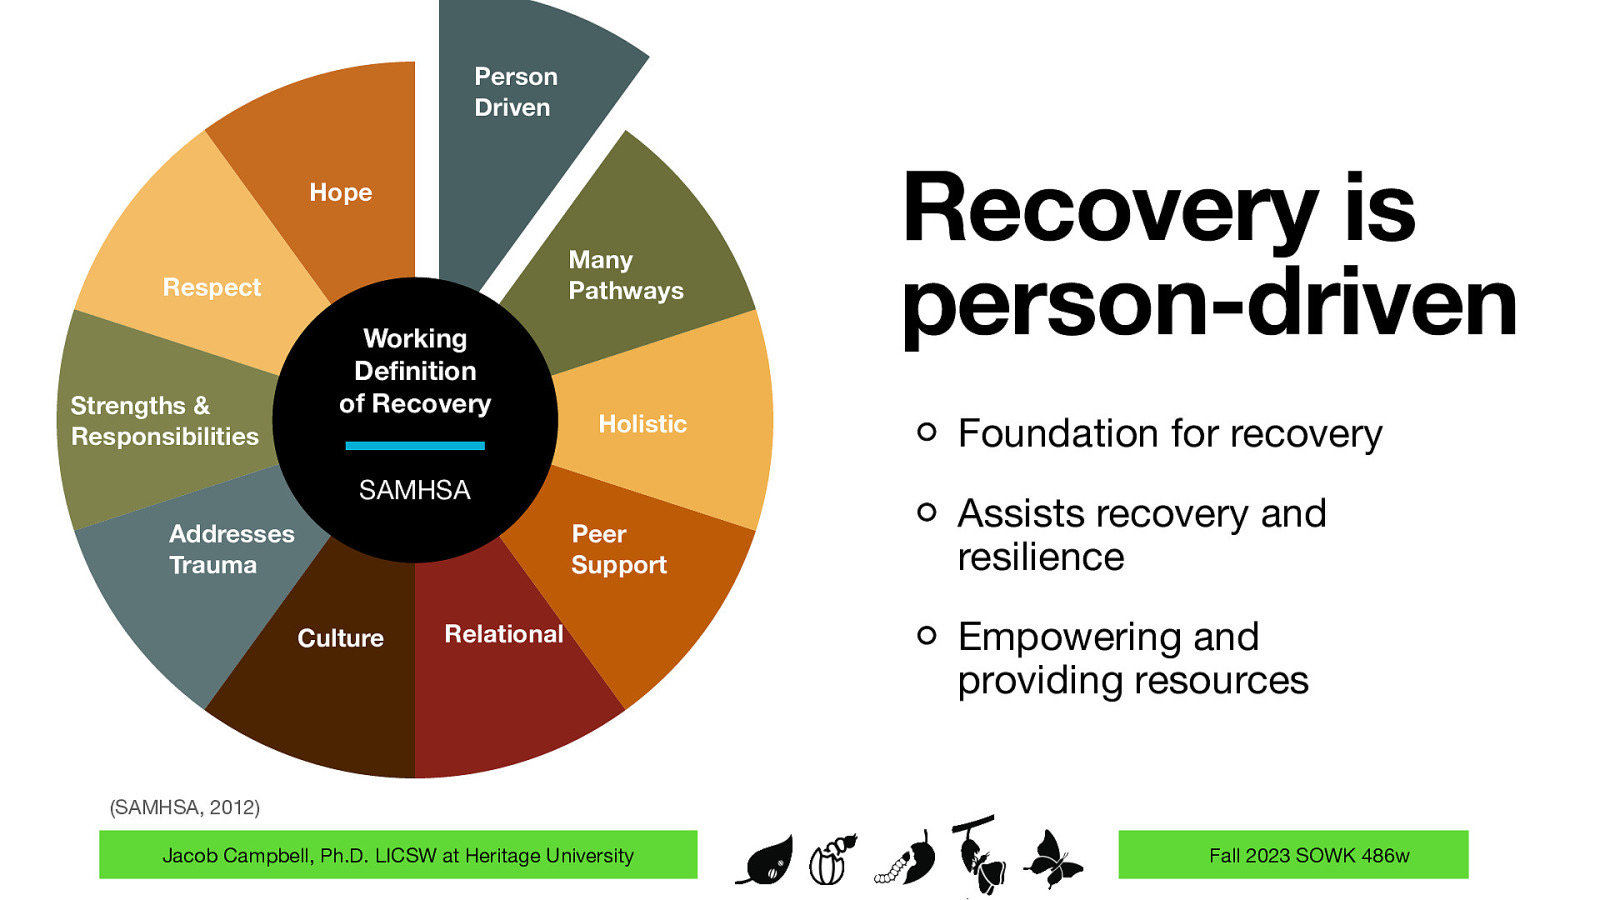 Person
Driven
Hope
Many
Pathways
Respect
Working
Definition
of Recovery
SAMHSA
Strengths &
Responsibilities
Holistic
Addresses
Trauma
Peer
Support
Culture
Relational
Recovery is
person-driven
Foundation for recovery
Assists recovery and
resilience
Empowering and
providing resources
(SAMHSA, 2012)
Jacob Campbell, Ph.D. LICSW at Heritage University
Fall 2023 SOWK 486w